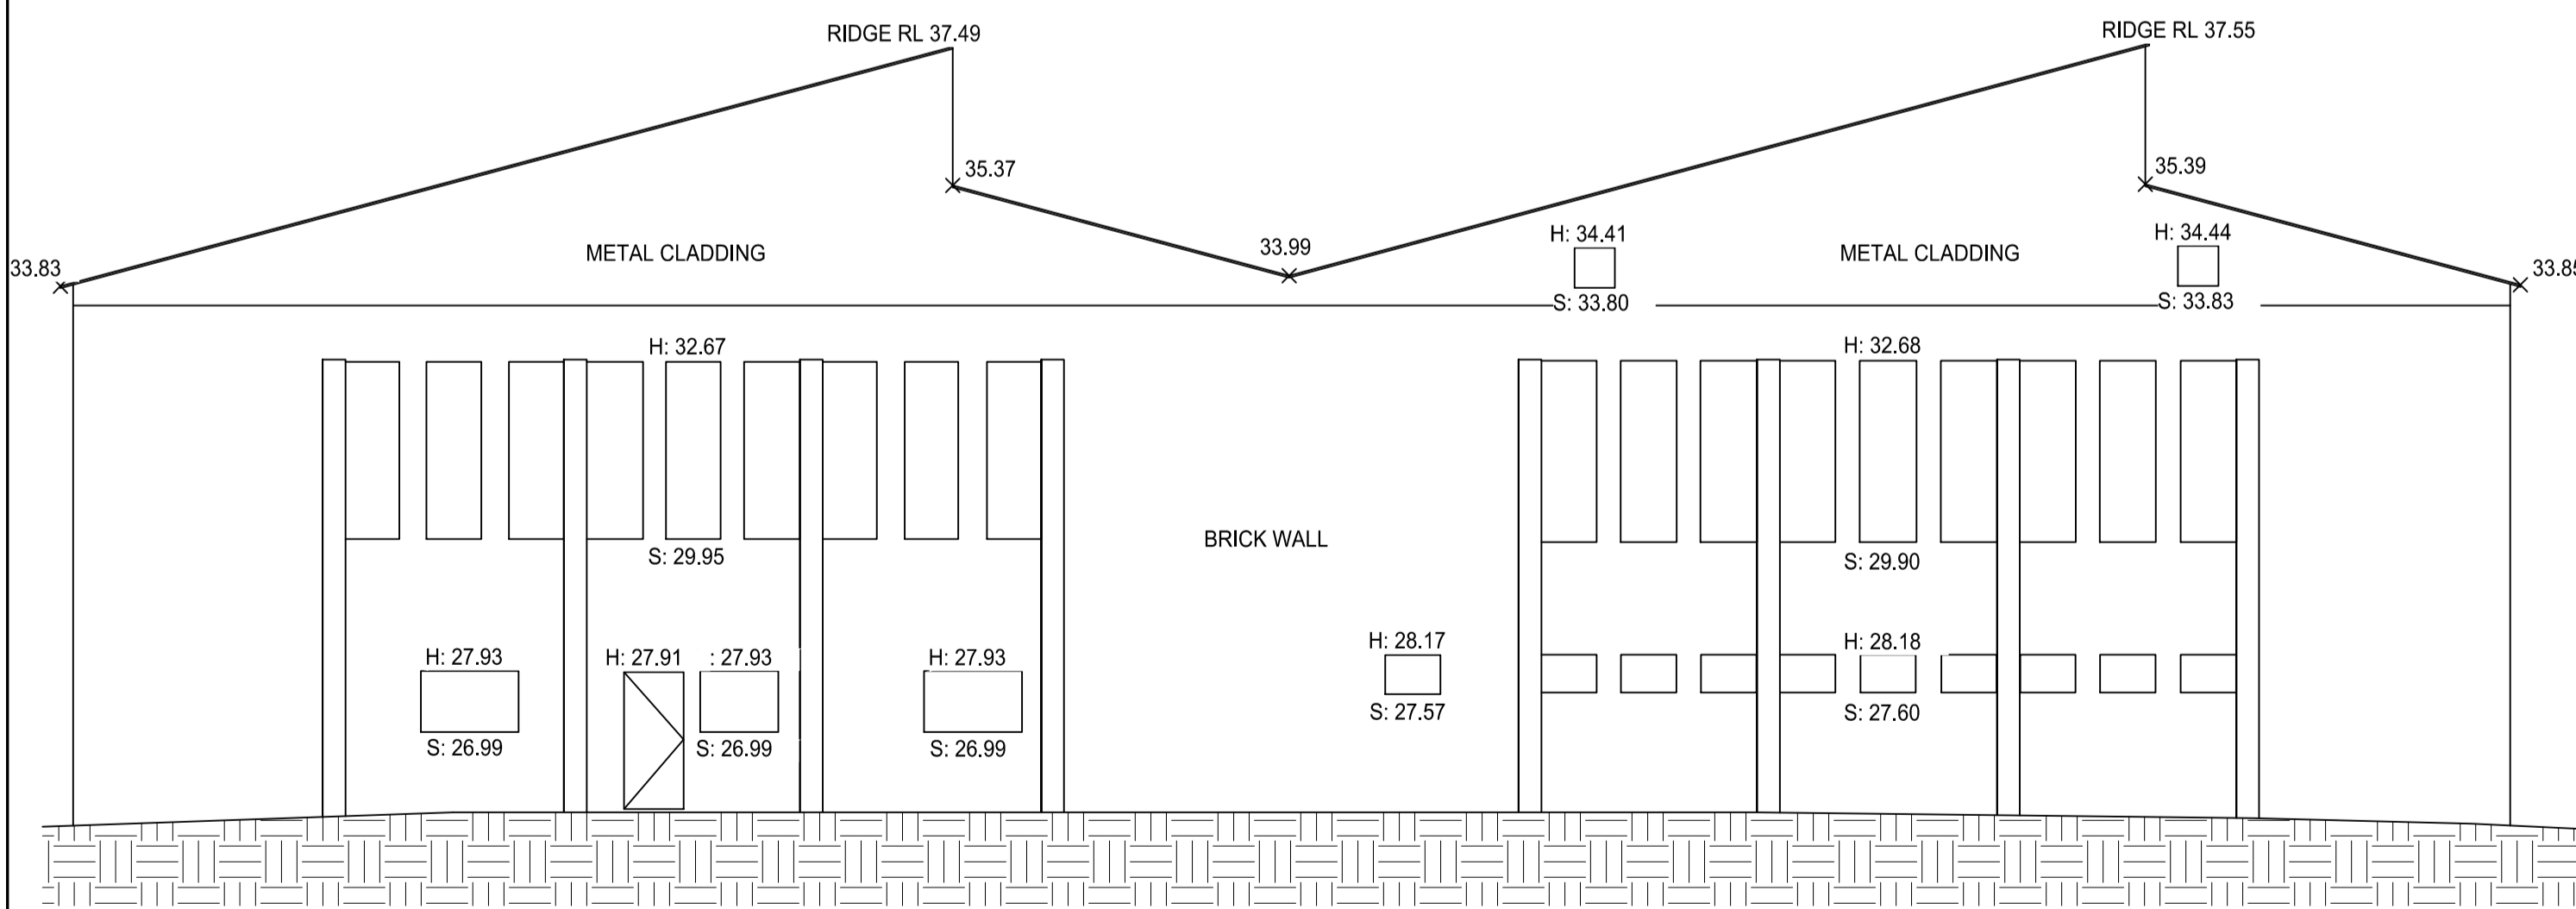 RIDGE RL 37.49
RIDGE RL 37.55
35.37
35.39
33.83
METAL CLADDING
33.99
H: 34.41
METAL CLADDING
H: 34.44
33.85
S: 33.80
S: 33.83
H: 32.67
H: 32.68
BRICK WALL
S: 29.95
S: 29.90
H: 27.93
H: 27.91
: 27.93
H: 27.93
H: 28.17
H: 28.18
S: 26.99
S: 26.99
S: 26.99
S: 27.57
S: 27.60